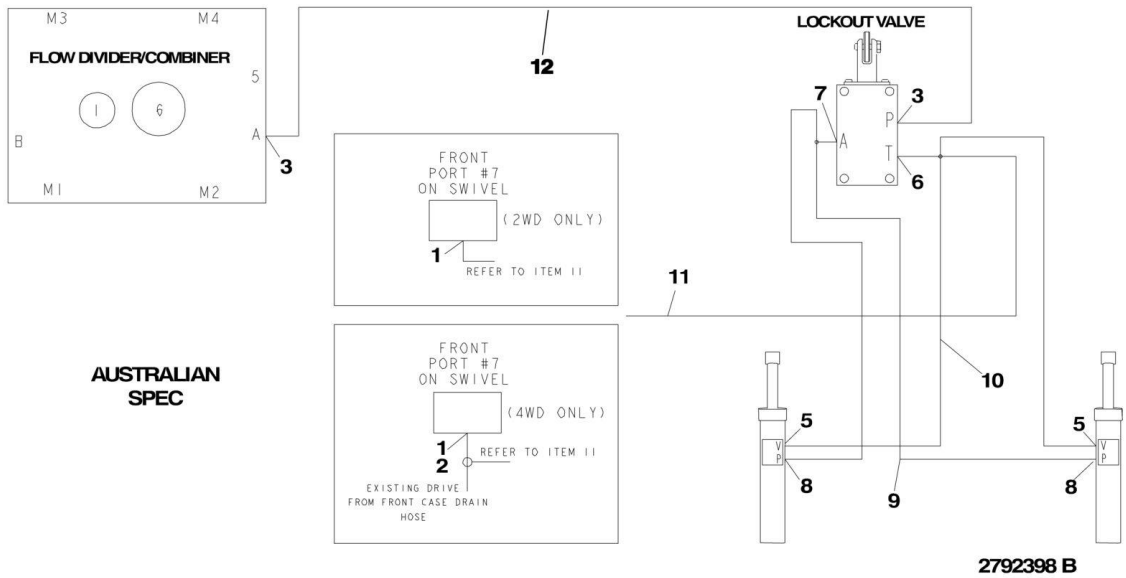 M3
M4
LOCKOUT VALVE
FLOW DIVIDER/COMBINER
12
5
1
6
7
3
P
A
B
A
3
T
6
M1
M2
FRONT
PORT #7
ON SWIVEL
(2WD ONLY)
1
REFER TO ITEM 11
11
FRONT
PORT #7
ON SWIVEL
(4WD ONLY)
1
2
REFER TO ITEM 11
EXISTING DRIVE
FROM FRONT CASE DRAIN
HOSE
AUSTRALIAN
SPEC
10
5
5
V
P
V
P
8
9
8
2792398 B